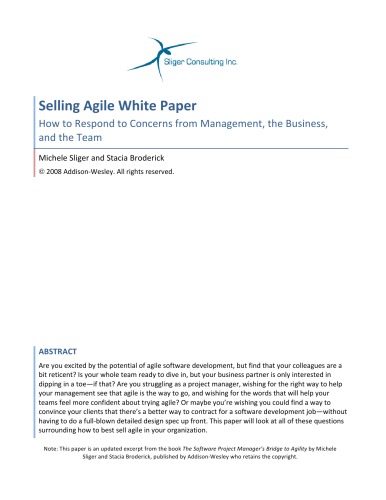 Sliger Consulting Inc.
Selling Agile White Paper
How to Respond to Concerns from Management, the Business,
and the Team
Michele Sliger and Stacia Broderick
© 2008 Addison-Wesley. All rights reserved.
ABSTRACT
Are you excited by the potential of agile software development, but find that your colleagues are a
bit reticent? Is your whole team ready to dive in, but your business partner is only interested in
dipping in a toe—if that? Are you struggling as a project manager, wishing for the right way to help
your management see that agile is the way to go, and wishing for the words that will help your
teams feel more confident about trying agile? Or maybe you're wishing you could find a way to
convince your clients that there's a better way to contract for a software development job—without
having to do a full-blown detailed design spec up front. This paper will look at all of these questions
surrounding how to best sell agile in your organization.
Note: This paper is an updated excerpt from the book The Software Project Manager's Bridge to Agility by Michele
Sliger and Stacia Broderick, published by Addison-Wesley who retains the copyright.